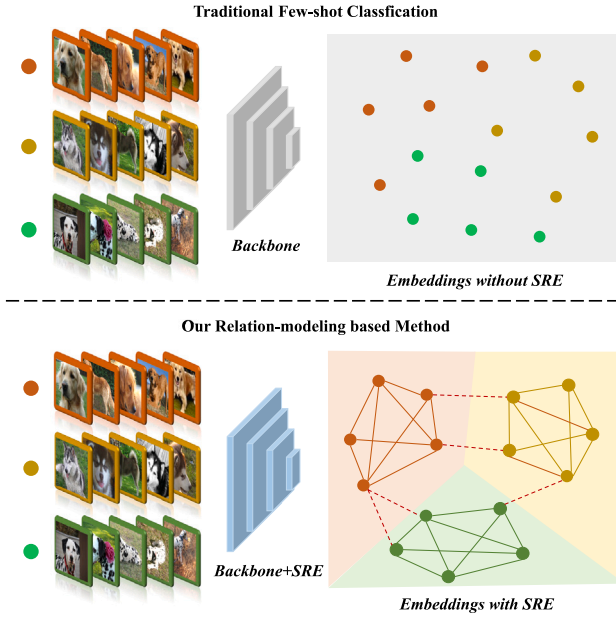 Traditional Few-shot Classfication
Backbone
Embeddings without SRE
Our Relation-modeling based Method
Backbone+SRE
Embeddings with SRE